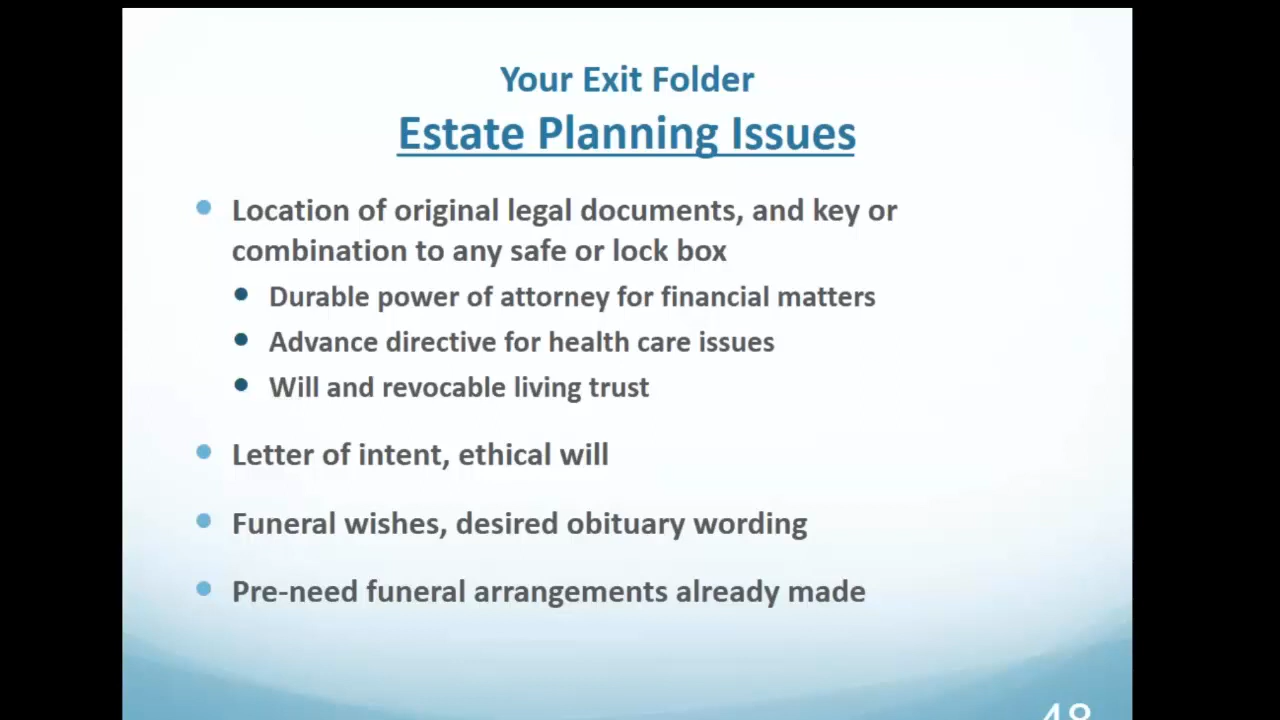 Your Exit Folder
Estate Planning Issues
Location of original legal documents, and key or
combination to any safe or lock box
Durable power of attorney for financial matters
Advance directive for health care issues
Will and revocable living trust
Letter of intent, ethical will
Funeral wishes, desired obituary wording
Pre-need funeral arrangements already made
48